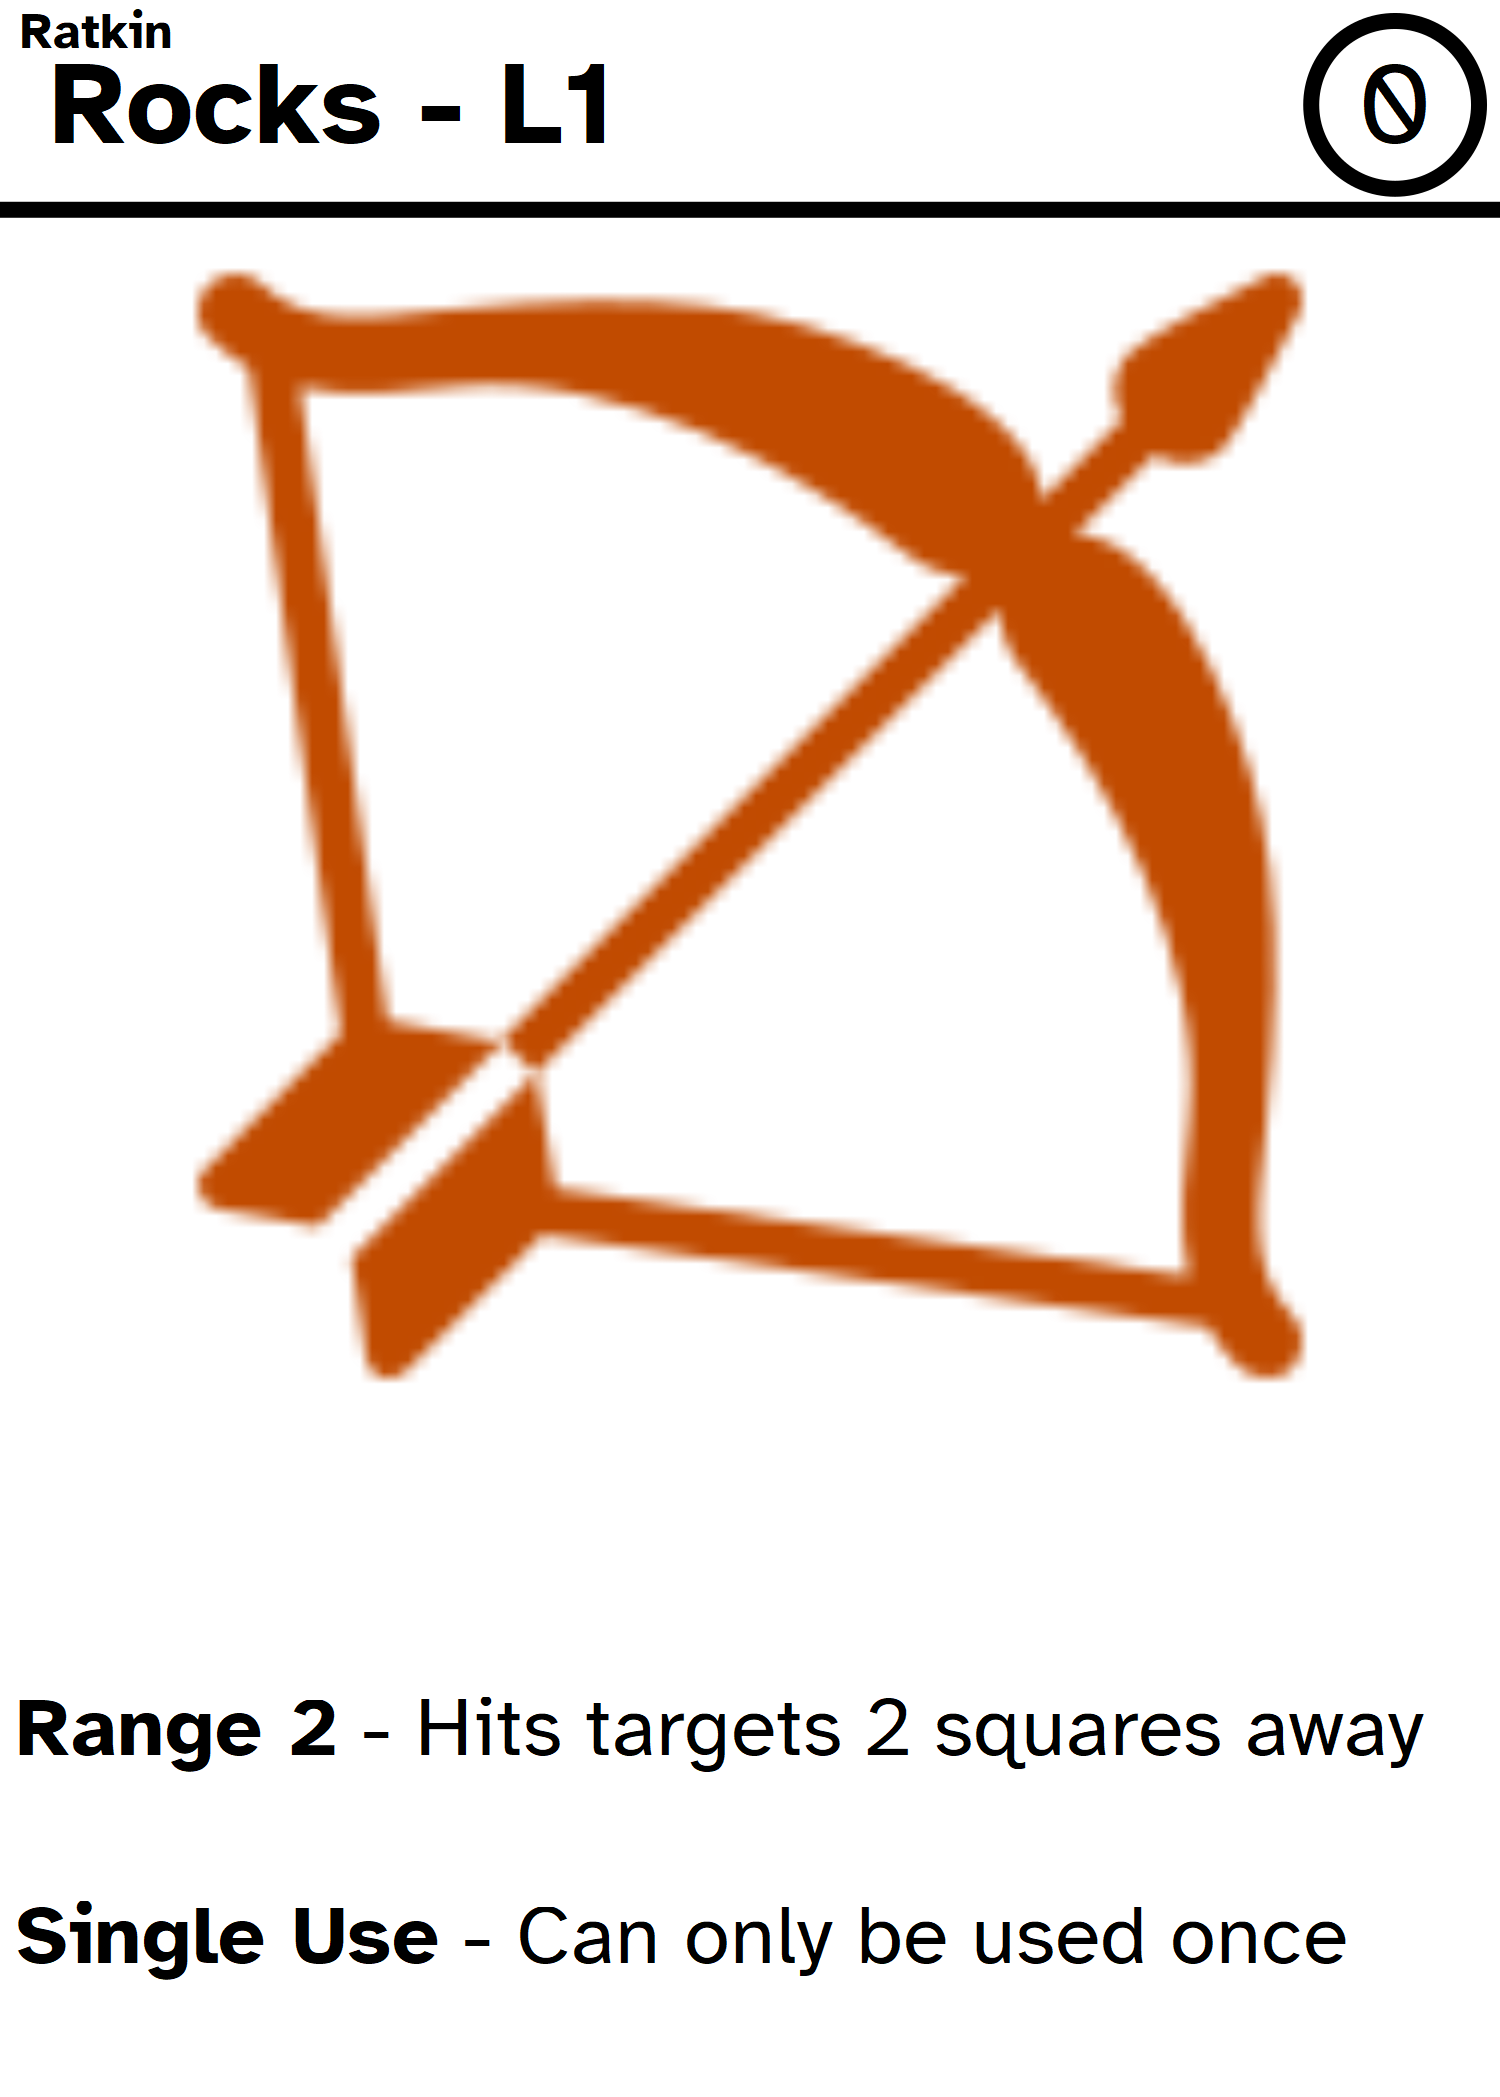 Ratkin
Rocks - L1
0
Range 2 - Hits targets 2 squares away
Single Use - Can only be used once